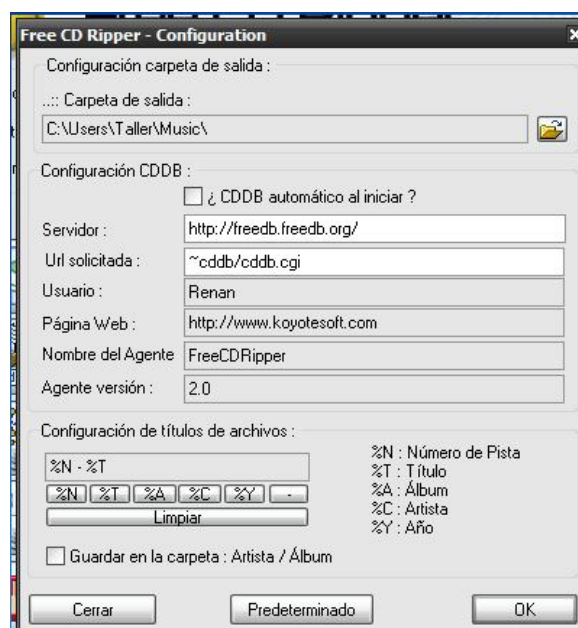 Free CD Ripper - Configuration
Configuración carpeta de salida :
..:: Carpeta de salida :
C:\Users\Taller\Music\
Configuración CDDB :
¿ CDDB automático al iniciar ?
Servidor : http://freedb.freedb.org/
Url solicitada : ~cddb/cddb.cgi
Usuario : Renan
Página Web : http://www.koyotesoft.com
Nombre del Agente FreeCDRipper
Agente versión : 2.0
Configuración de títulos de archivos :
%N - %T
%N %T %A %C %Y -
Limpiar
%N : Número de Pista
%T : Título
%A : Álbum
%C : Artista
%Y : Año
Guardar en la carpeta : Artista / Álbum
Cerrar Predeterminado OK